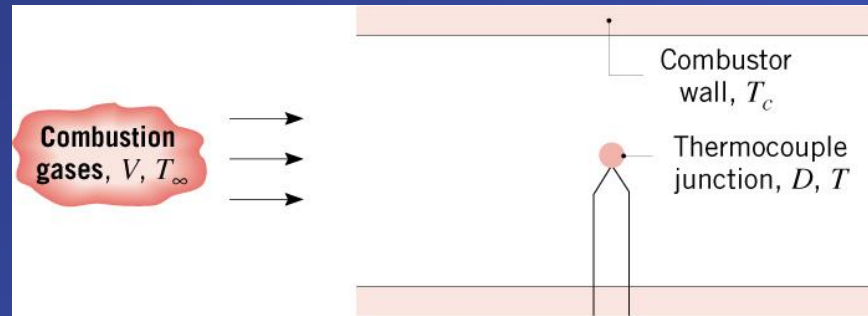 Combustion
gases, V, T∞
Combustor
wall, Tc
Thermocouple
junction, D, T